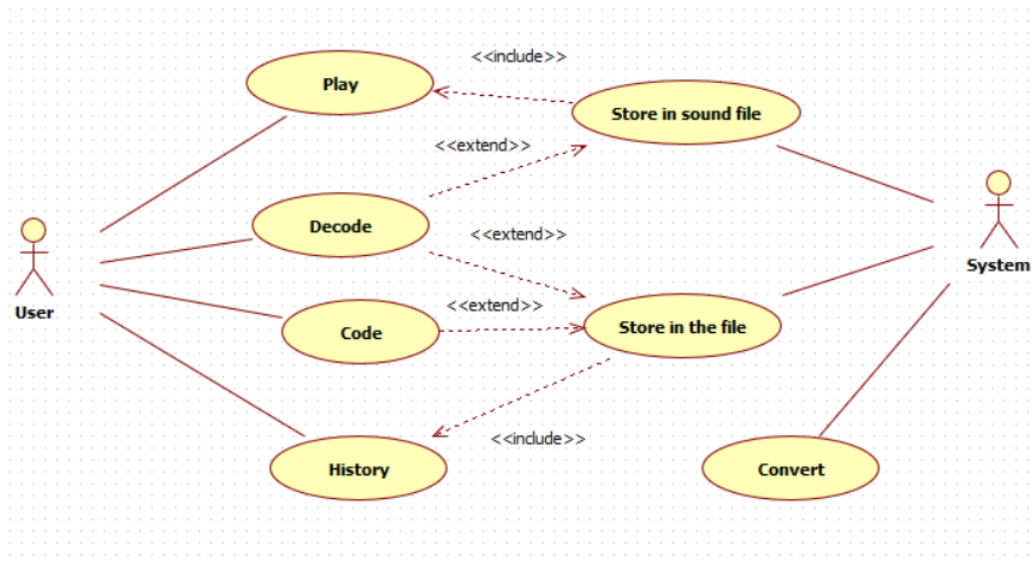 <<include>>
Play
Store in sound file
<<extend>>
Decode
<<extend>>
System
User
<<extend>>
Code
Store in the file
<<include>>
History
Convert